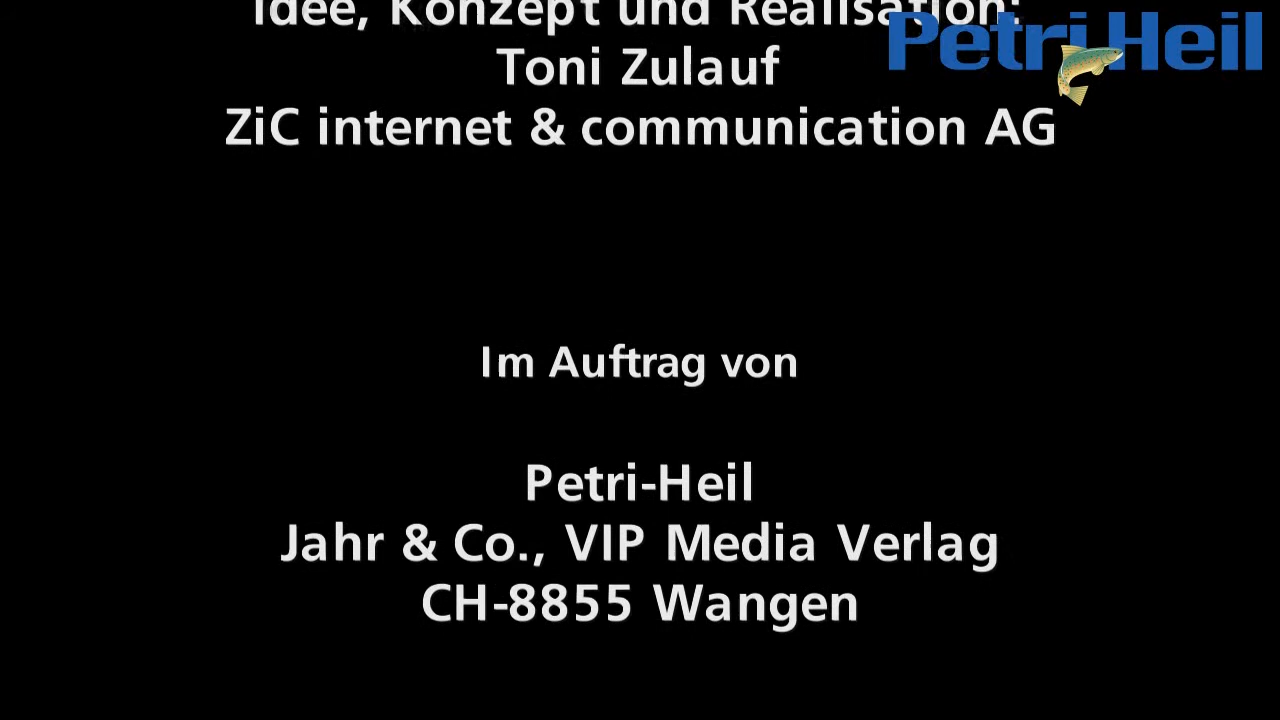 Idee, Konzept und Realisation:
Petri Heil
Toni Zulauf
ZiC internet & communication AG
Im Auftrag von
Petri-Heil
Jahr & Co., VIP Media Verlag
CH-8855 Wangen